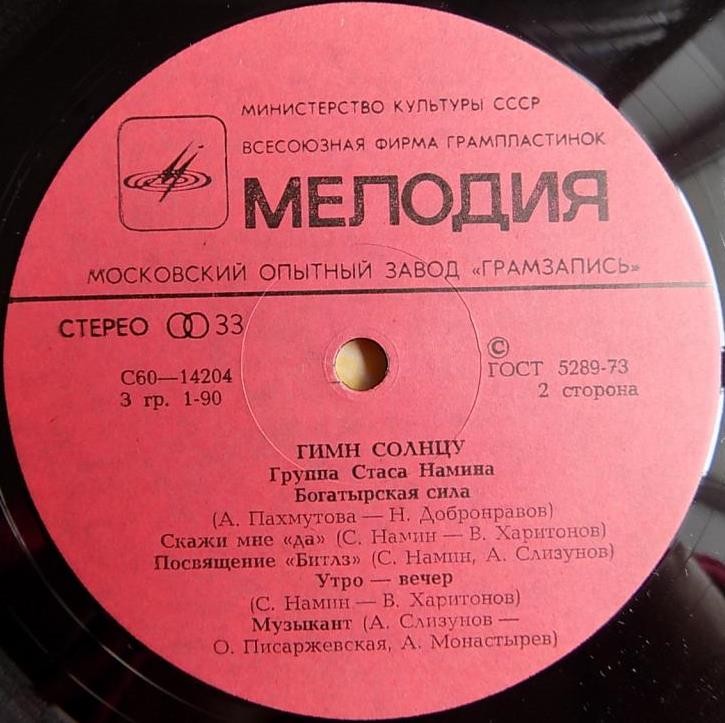 МИНИСТЕРСТВО КУЛЬТУРЫ СССР
ВСЕСОЮЗНАЯ ФИРМА ГРАМПЛАСТИНОК
МЕЛОДИЯ
МОСКОВСКИЙ ОПЫТНЫЙ ЗАВОД «ГРАМЗАПИСЬ»
СТЕРЕО 33
©
С60—14204
ГОСТ 5289-73
3 гр. 1-90
2 сторона
ГИМН СОЛНЦУ
Группа Стаса Намина
Богатырская сила
(А. Пахмутова — Н. Добронравов)
Скажи мне «да» (С. Намин — В. Харитонов)
Посвящение «Битлз» (С. Намин, А. Слизунов)
Утро — вечер
(С. Намин — В. Харитонов)
Музыкант (А. Слизунов —
О. Писаржевская, А. Монастырев)